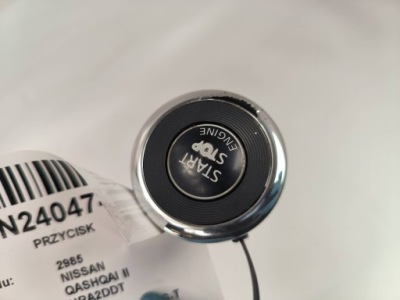 START
STOP
ENGINE
N24047-
PRZYCISK
2985
NISSAN
QASHQAI II